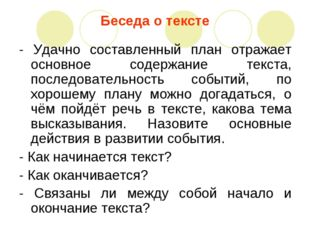 Беседа о тексте
- Удачно составленный план отражает
основное содержание текста,
последовательность событий, по
хорошему плану можно догадаться, о
чём пойдёт речь в тексте, какова тема
высказывания. Назовите основные
действия в развитии события.
- Как начинается текст?
- Как оканчивается?
- Связаны ли между собой начало и
окончание текста?